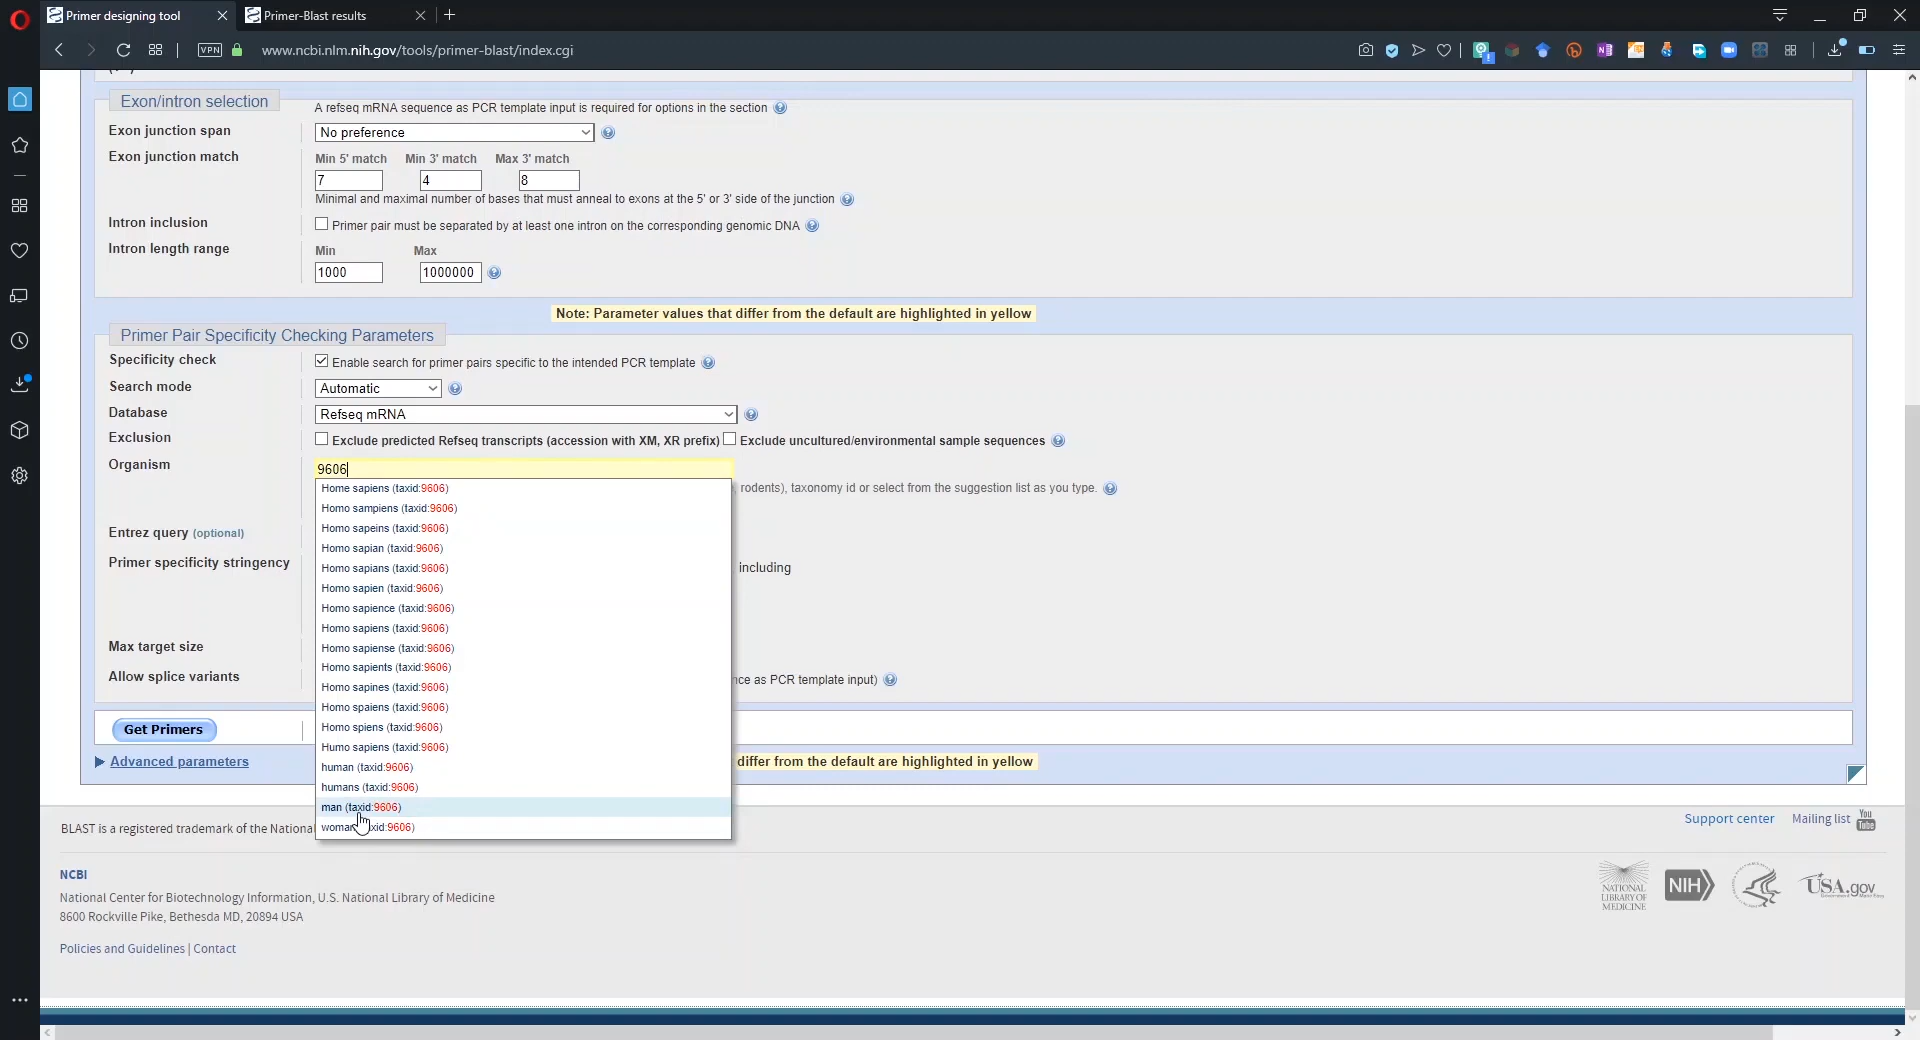 Primer designing tool
Primer-Blast results
VPN
www.ncbi.nlm.nih.gov/tools/primer-blast/index.cgi
Exon/intron selection
A refseq mRNA sequence as PCR template input is required for options in the section
Exon junction span
No preference
Exon junction match
Min 5' match Min 3' match Max 3' match
7 4 8
Minimal and maximal number of bases that must anneal to exons at the 5' or 3' side of the junction
Intron inclusion
Primer pair must be separated by at least one intron on the corresponding genomic DNA
Intron length range
Min Max
1000 1000000
Note: Parameter values that differ from the default are highlighted in yellow
Primer Pair Specificity Checking Parameters
Specificity check
Enable search for primer pairs specific to the intended PCR template
Search mode
Automatic
Database
Refseq mRNA
Exclusion
Exclude predicted Refseq transcripts (accession with XM, XR prefix) Exclude uncultured/environmental sample sequences
Organism
9606
Home sapiens (taxid:9606)
rodents), taxonomy id or select from the suggestion list as you type.
Homo sampiens (taxid:9606)
Homo sapeins (taxid:9606)
Entrez query (optional)
Homo sapian (taxid:9606)
Primer specificity stringency
Homo sapians (taxid:9606)
including
Homo sapien (taxid:9606)
Homo sapience (taxid:9606)
Homo sapiens (taxid:9606)
Homo sapiense (taxid:9606)
Max target size
Homo sapients (taxid:9606)
Allow splice variants
nce as PCR template input)
Homo sapines (taxid:9606)
Homo spaiens (taxid:9606)
Homo spiens (taxid:9606)
Get Primers
Humo sapiens (taxid:9606)
Advanced parameters
differ from the default are highlighted in yellow
human (taxid:9606)
humans (taxid:9606)
man (taxid:9606)
woman xid:9606)
BLAST is a registered trademark of the National
Support center Mailing list
You
Tube
NCBI
National Center for Biotechnology Information, U.S. National Library of Medicine
8600 Rockville Pike, Bethesda MD, 20894 USA
Policies and Guidelines | Contact
NATIONAL
LIBRARY OF
MEDICINE
NIH
USA.gov